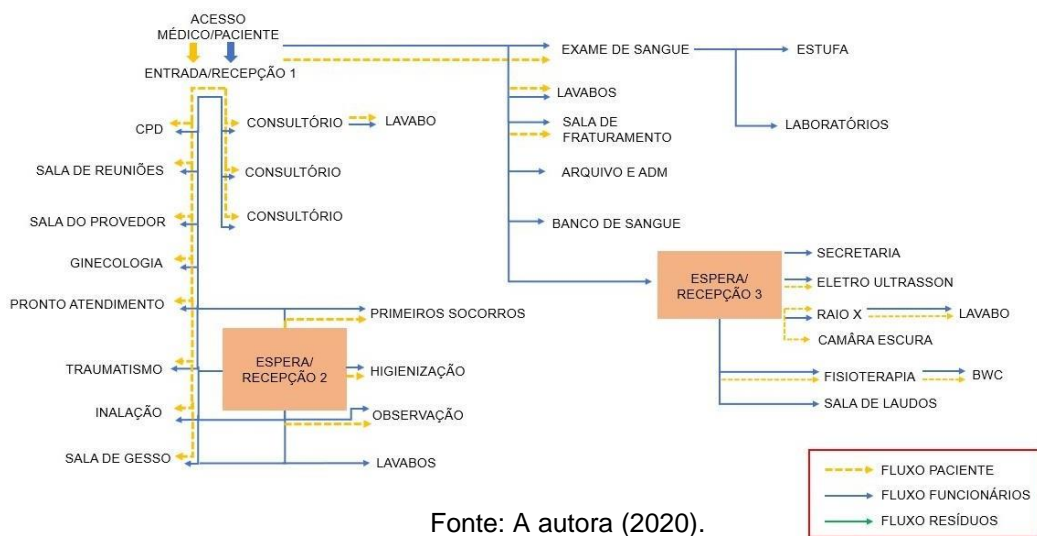 ACESSO
MÉDICO/PACIENTE
ENTRADA/RECEPÇÃO 1
CPD
SALA DE REUNIÕES
SALA DO PROVEDOR
GINECOLOGIA
PRONTO ATENDIMENTO
TRAUMATISMO
INALAÇÃO
SALA DE GESSO
CONSULTÓRIO
LAVABO
CONSULTÓRIO
CONSULTÓRIO
ESPERA/
RECEPÇÃO 2
PRIMEIROS SOCORROS
HIGIENIZAÇÃO
OBSERVAÇÃO
LAVABOS
EXAME DE SANGUE
ESTUFA
LABORATÓRIOS
LAVABOS
SALA DE
FRATURAMENTO
ARQUIVO E ADM
BANCO DE SANGUE
ESPERA/
RECEPÇÃO 3
SECRETARIA
ELETRO ULTRASSON
RAIO X
LAVABO
CAMÂRA ESCURA
FISIOTERAPIA
BWC
SALA DE LAUDOS
FLUXO PACIENTE
FLUXO FUNCIONÁRIOS
FLUXO RESÍDUOS
Fonte: A autora (2020).